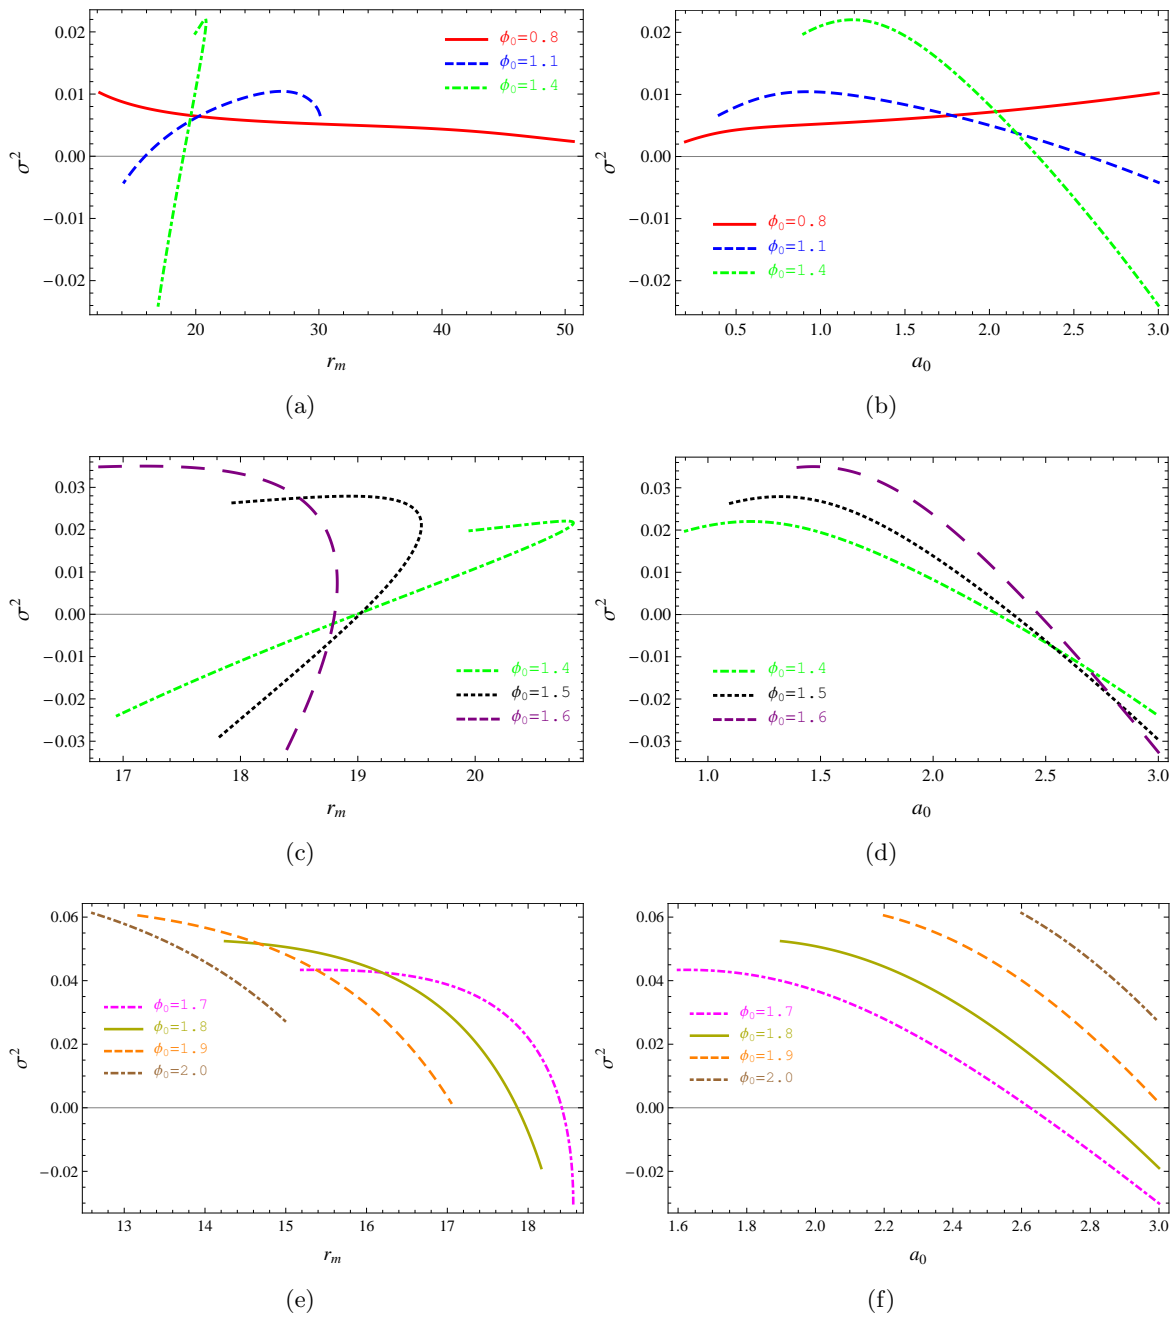 0.02
0.01
0.00
−0.01
−0.02
σ²
20 30 40 50
r_m
ϕ₀=0.8
ϕ₀=1.1
ϕ₀=1.4
(a)
0.02
0.01
0.00
−0.01
−0.02
σ²
0.5 1.0 1.5 2.0 2.5 3.0
a₀
ϕ₀=0.8
ϕ₀=1.1
ϕ₀=1.4
(b)
0.03
0.02
0.01
0.00
−0.01
−0.02
−0.03
σ²
17 18 19 20
r_m
ϕ₀=1.4
ϕ₀=1.5
ϕ₀=1.6
(c)
0.03
0.02
0.01
0.00
−0.01
−0.02
−0.03
σ²
1.0 1.5 2.0 2.5 3.0
a₀
ϕ₀=1.4
ϕ₀=1.5
ϕ₀=1.6
(d)
0.06
0.04
0.02
0.00
−0.02
σ²
13 14 15 16 17 18
r_m
ϕ₀=1.7
ϕ₀=1.8
ϕ₀=1.9
ϕ₀=2.0
(e)
0.06
0.04
0.02
0.00
−0.02
σ²
1.6 1.8 2.0 2.2 2.4 2.6 2.8 3.0
a₀
ϕ₀=1.7
ϕ₀=1.8
ϕ₀=1.9
ϕ₀=2.0
(f)